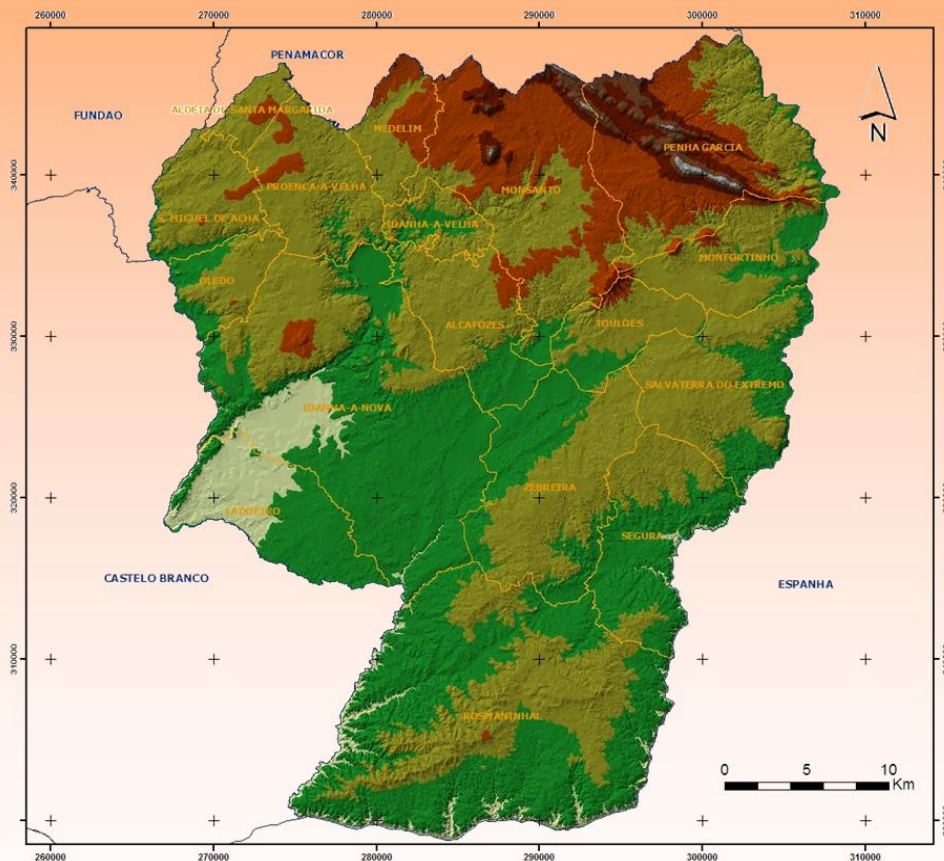 260000 270000 280000 290000 300000 310000
PENAMACOR
ALDEIA DE SANTA MARGARIDA
FUNDAO
MEDELIM
PENHA GARCIA
N
340000
PROENCA-A-VELHA
MONSANTO
S. MIGUEL DE ACHA
IDANHA-A-VELHA
MONFORTINHO
OLEDO
ALCAFOZES
TOULOES
330000
SALVATERRA DO EXTREMO
IDANHA-A-NOVA
ZEBREIRA
320000
LADOEIRO
SEGURA
CASTELO BRANCO
ESPANHA
310000
ROSMANINHAL
0 5 10
Km
260000 270000 280000 290000 300000 310000